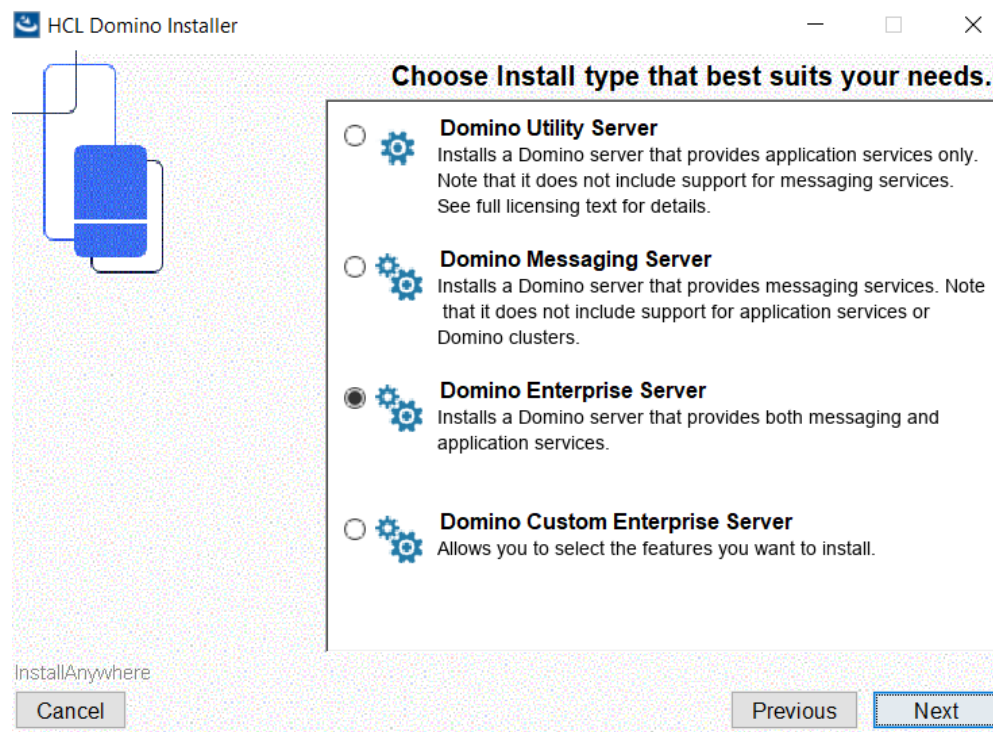 HCL Domino Installer
Choose Install type that best suits your needs.
Domino Utility Server
Installs a Domino server that provides application services only.
Note that it does not include support for messaging services.
See full licensing text for details.
Domino Messaging Server
Installs a Domino server that provides messaging services. Note
that it does not include support for application services or
Domino clusters.
Domino Enterprise Server
Installs a Domino server that provides both messaging and
application services.
Domino Custom Enterprise Server
Allows you to select the features you want to install.
InstallAnywhere
Cancel
Previous
Next